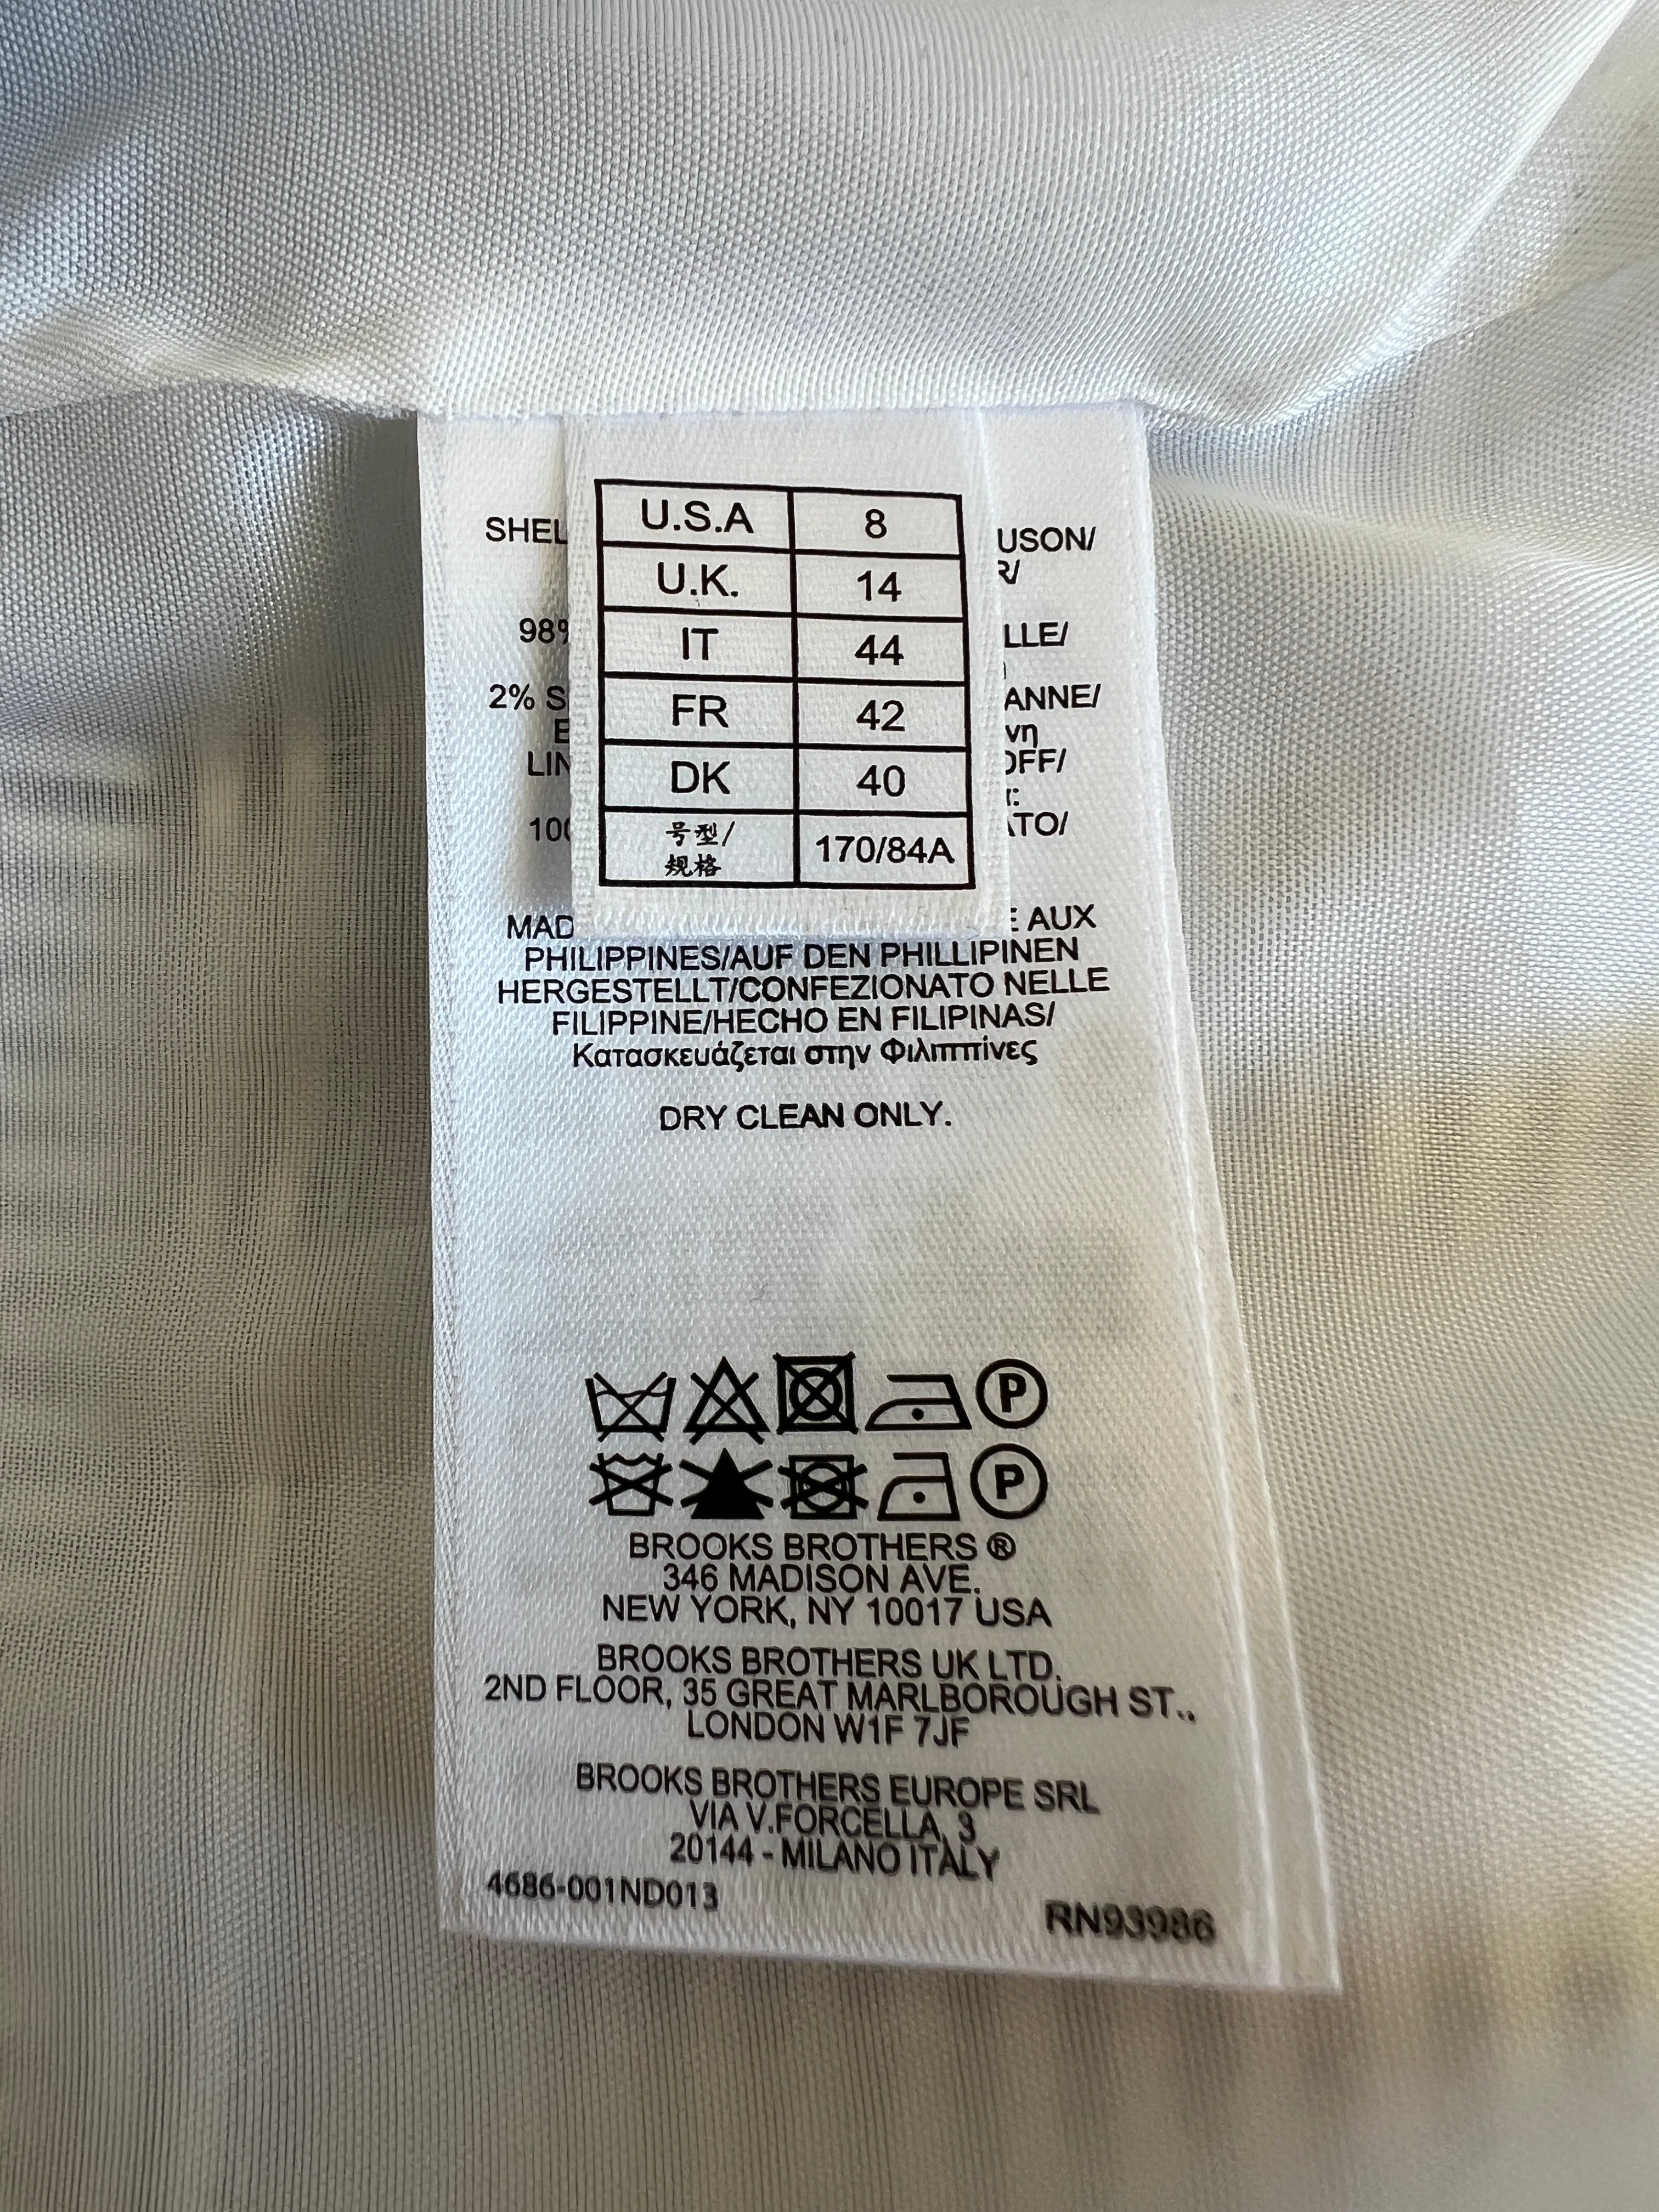 U.S.A 8
U.K. 14
IT 44
FR 42
DK 40
号型/ 170/84A
规格
SHEL USON/
R/
98% LLE/
2% S ANNE/
E νη
LIN OFF/
100 ATO/
MAD E AUX
PHILIPPINES/AUF DEN PHILLIPINEN
HERGESTELLT/CONFEZIONATO NELLE
FILIPPINE/HECHO EN FILIPINAS/
Κατασκευάζεται στην Φιλιππίνες
DRY CLEAN ONLY.
P
P
BROOKS BROTHERS ®
346 MADISON AVE.
NEW YORK, NY 10017 USA
BROOKS BROTHERS UK LTD.
2ND FLOOR, 35 GREAT MARLBOROUGH ST.,
LONDON W1F 7JF
BROOKS BROTHERS EUROPE SRL
VIA V.FORCELLA, 3
20144 - MILANO ITALY
4686-001ND013 RN93986